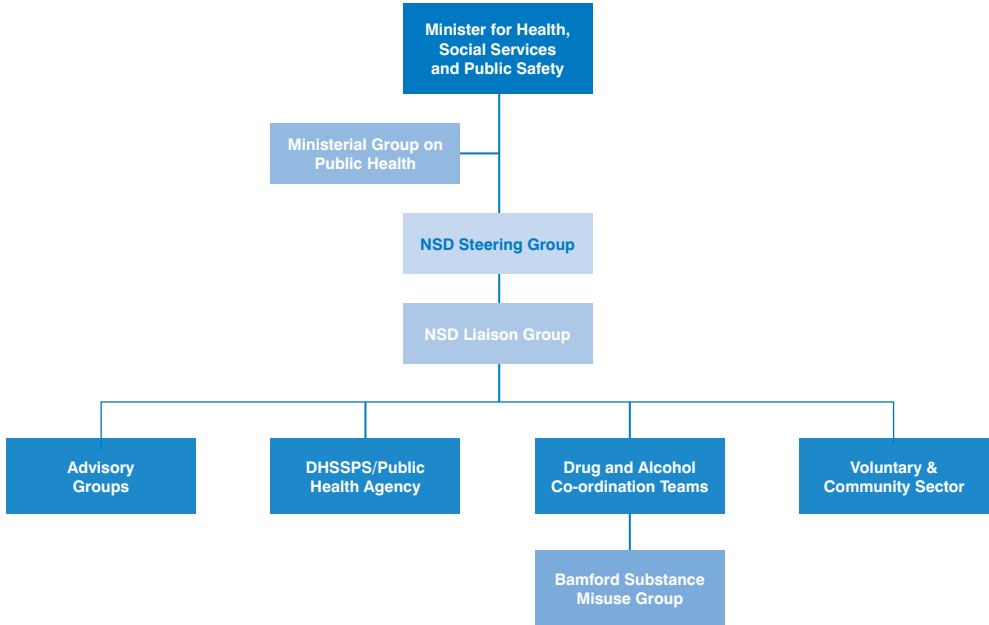 Minister for Health,
Social Services
and Public Safety
Ministerial Group on
Public Health
NSD Steering Group
NSD Liaison Group
Advisory
Groups
DHSSPS/Public
Health Agency
Drug and Alcohol
Co-ordination Teams
Voluntary &
Community Sector
Bamford Substance
Misuse Group